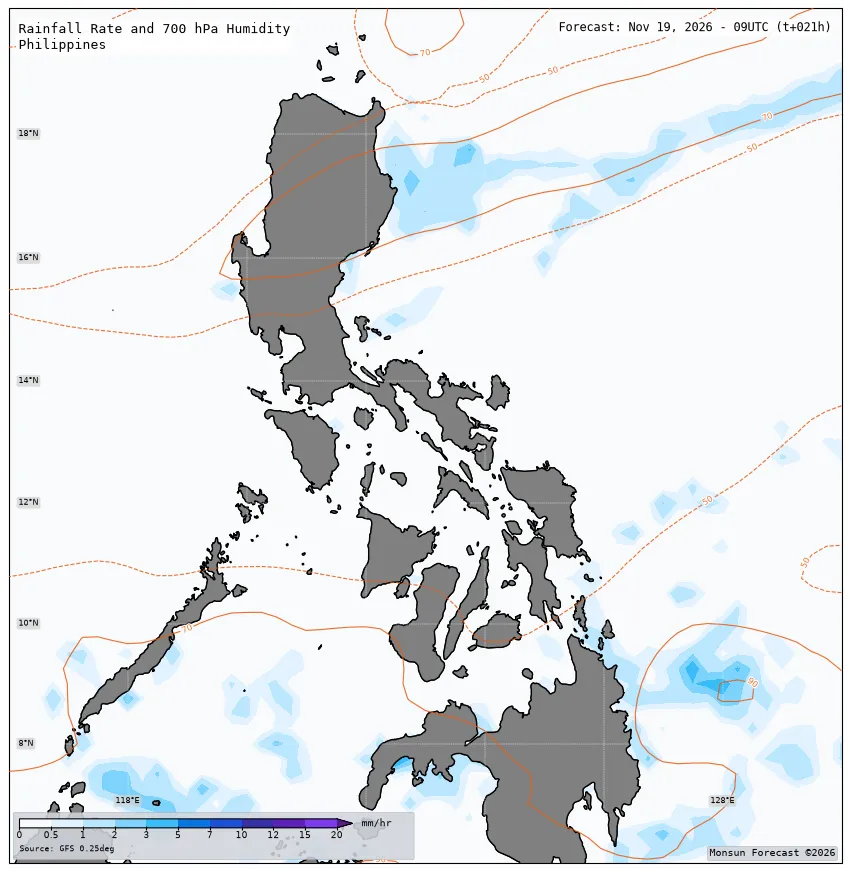 Rainfall Rate and 700 hPa Humidity
Philippines
Forecast: Nov 19, 2026 - 09UTC (t+021h)
70
50
50
70
50
18°N
16°N
14°N
12°N
50
50
10°N
70
90
8°N
118°E
128°E
0 0.5 1 2 3 5 7 10 12 15 20 mm/hr
Source: GFS 0.25deg
Monsun Forecast ©2026